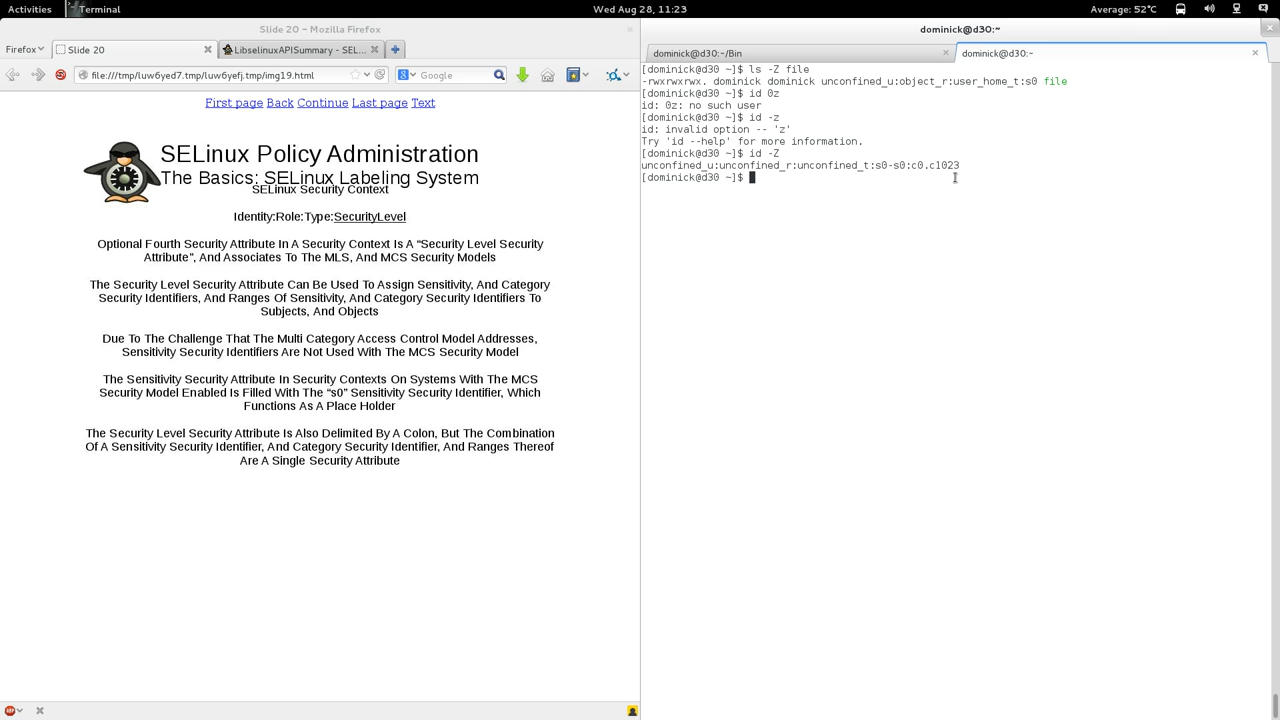 Activities
Terminal
Wed Aug 28, 11:23
Average: 52°C
Slide 20 - Mozilla Firefox
Firefox
Slide 20
LibselinuxAPISummary - SEL...
file:///tmp/luw6yed7.tmp/luw6yefj.tmp/img19.html
Google
First page Back Continue Last page Text
SELinux Policy Administration
The Basics: SELinux Labeling System
SELinux Security Context
Identity:Role:Type:SecurityLevel
Optional Fourth Security Attribute In A Security Context Is A “Security Level Security
Attribute”, And Associates To The MLS, And MCS Security Models
The Security Level Security Attribute Can Be Used To Assign Sensitivity, And Category
Security Identifiers, And Ranges Of Sensitivity, And Category Security Identifiers To
Subjects, And Objects
Due To The Challenge That The Multi Category Access Control Model Addresses,
Sensitivity Security Identifiers Are Not Used With The MCS Security Model
The Sensitivity Security Attribute In Security Contexts On Systems With The MCS
Security Model Enabled Is Filled With The “s0” Sensitivity Security Identifier, Which
Functions As A Place Holder
The Security Level Security Attribute Is Also Delimited By A Colon, But The Combination
Of A Sensitivity Security Identifier, And Category Security Identifier, And Ranges Thereof
Are A Single Security Attribute
dominick@d30:~
dominick@d30:~/Bin
dominick@d30:~
[dominick@d30 ~]$ ls -Z file
-rwxrwxrwx. dominick dominick unconfined_u:object_r:user_home_t:s0 file
[dominick@d30 ~]$ id 0z
id: 0z: no such user
[dominick@d30 ~]$ id -z
id: invalid option -- 'z'
Try 'id --help' for more information.
[dominick@d30 ~]$ id -Z
unconfined_u:unconfined_r:unconfined_t:s0-s0:c0.c1023
[dominick@d30 ~]$